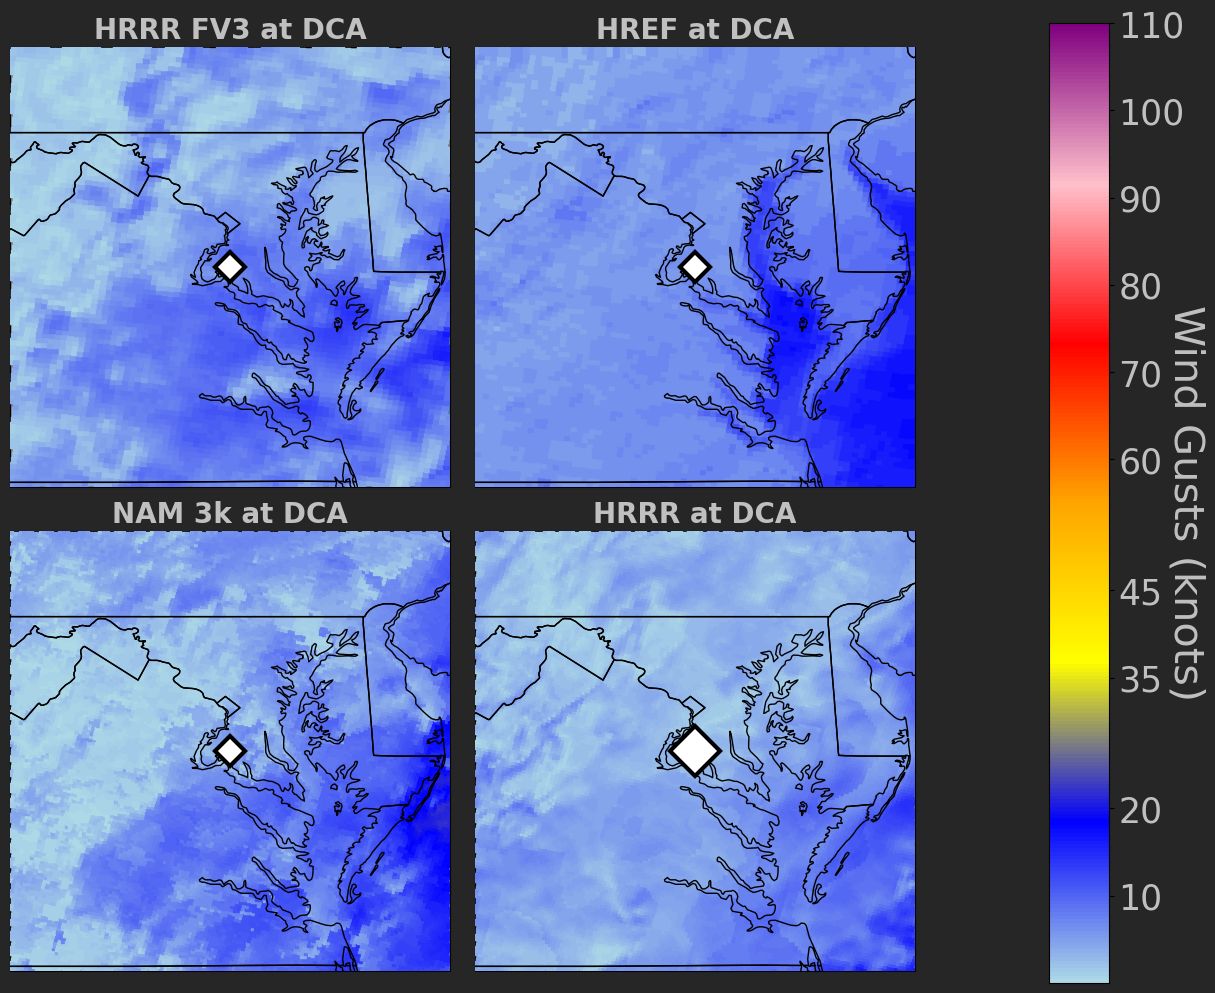 HRRR FV3 at DCA
HREF at DCA
NAM 3k at DCA
HRRR at DCA
110
100
90
80
70
60
45
35
20
10
Wind Gusts (knots)